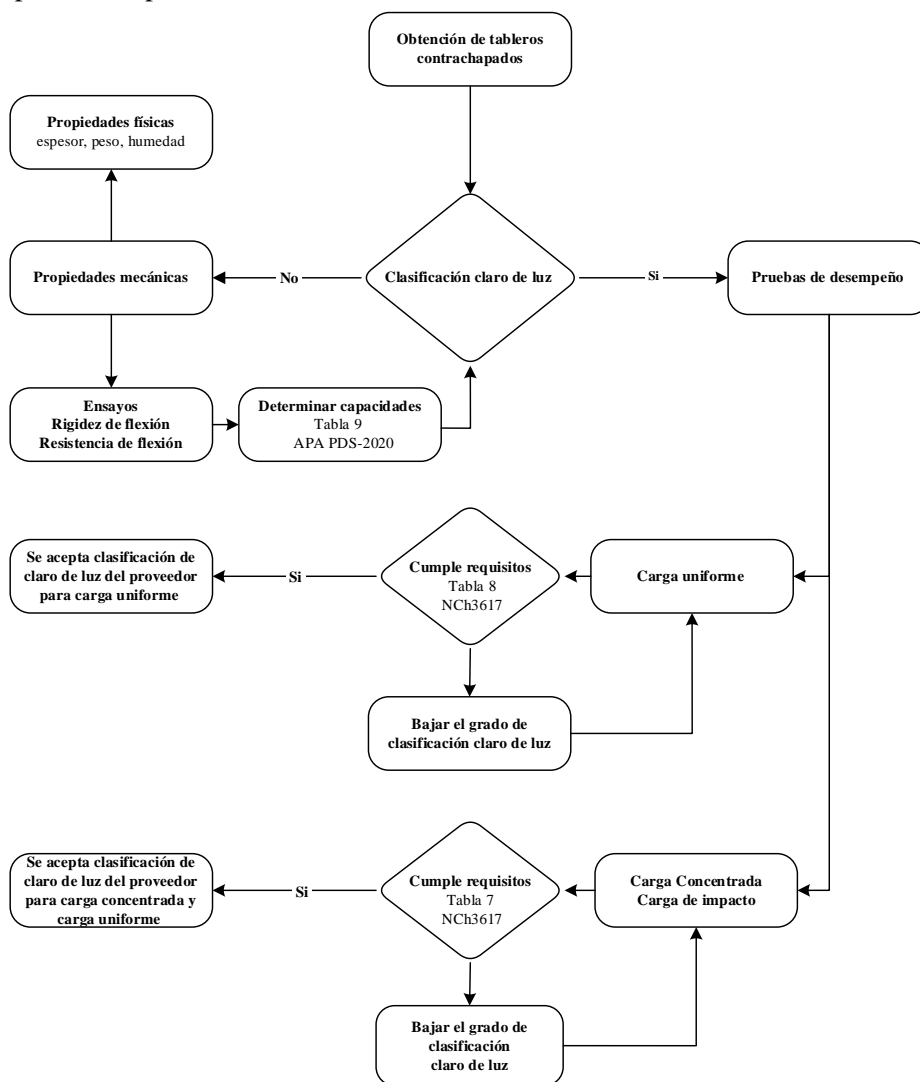 Obtención de tableros
contrachapados
Propiedades físicas
espesor, peso, humedad
Propiedades mecánicas
No
Clasificación claro de luz
Si
Pruebas de desempeño
Ensayos
Rigidez de flexión
Resistencia de flexión
Determinar capacidades
Tabla 9
APA PDS-2020
Se acepta clasificación de
claro de luz del proveedor
para carga uniforme
Si
Cumple requisitos
Tabla 8
NCh3617
Carga uniforme
Bajar el grado de
clasificación claro de luz
Se acepta clasificación de
claro de luz del proveedor
para carga concentrada y
carga uniforme
Si
Cumple requisitos
Tabla 7
NCh3617
Carga Concentrada
Carga de impacto
Bajar el grado de
clasificación
claro de luz